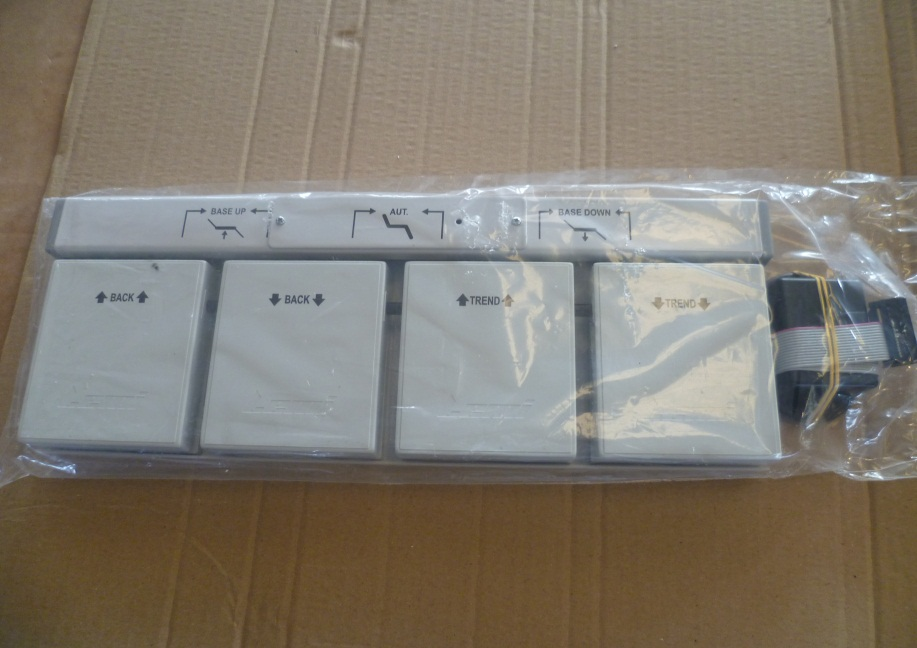 BASE UP
AUT.
BASE DOWN
BACK
BACK
TREND
TREND